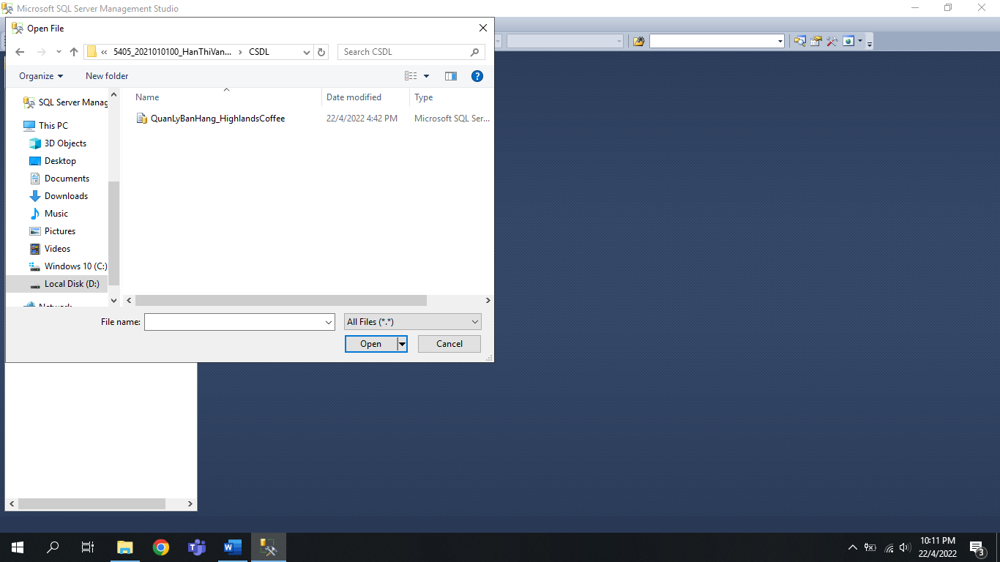 Microsoft SQL Server Management Studio
Open File
« 5405_2021010100_HanThiVan... › CSDL
Search CSDL
Organize
New folder
?
Name
Date modified
Type
SQL Server Manag
QuanLyBanHang_HighlandsCoffee
22/4/2022 4:42 PM
Microsoft SQL Ser...
This PC
3D Objects
Desktop
Documents
Downloads
Music
Pictures
Videos
Windows 10 (C:)
Local Disk (D:)
Network
File name:
All Files (*.*)
Open
Cancel
10:11 PM
22/4/2022
3